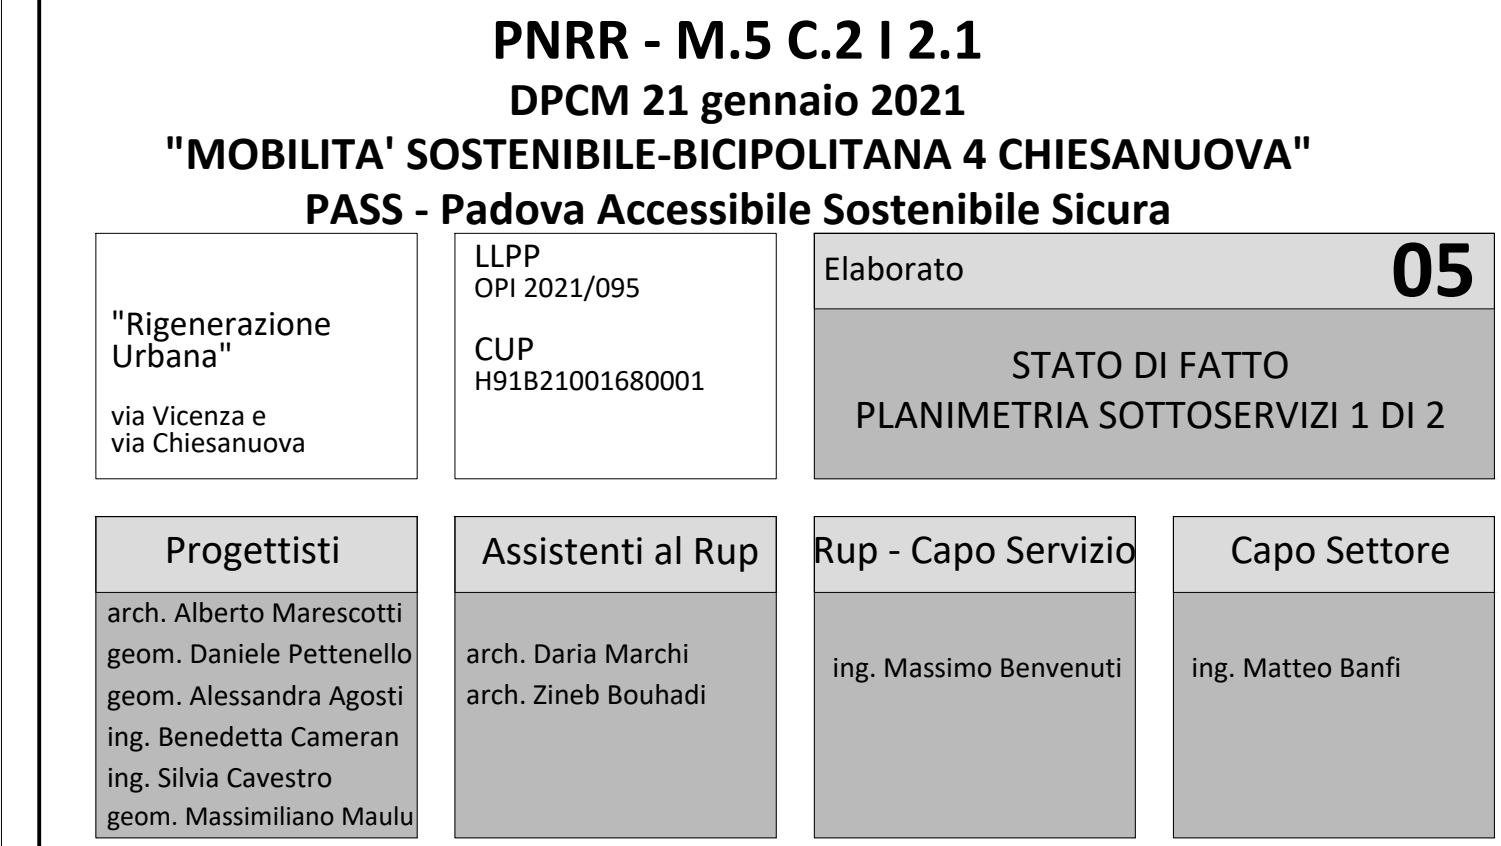 PNRR - M.5 C.2 I 2.1
DPCM 21 gennaio 2021
"MOBILITA' SOSTENIBILE-BICIPOLITANA 4 CHIESANUOVA"
PASS - Padova Accessibile Sostenibile Sicura
"Rigenerazione
Urbana"
via Vicenza e
via Chiesanuova
LLPP
OPI 2021/095
CUP
H91B21001680001
Elaborato
05
STATO DI FATTO
PLANIMETRIA SOTTOSERVIZI 1 DI 2
Progettisti
arch. Alberto Marescotti
geom. Daniele Pettenello
geom. Alessandra Agosti
ing. Benedetta Cameran
ing. Silvia Cavestro
geom. Massimiliano Maulu
Assistenti al Rup
arch. Daria Marchi
arch. Zineb Bouhadi
Rup - Capo Servizio
ing. Massimo Benvenuti
Capo Settore
ing. Matteo Banfi